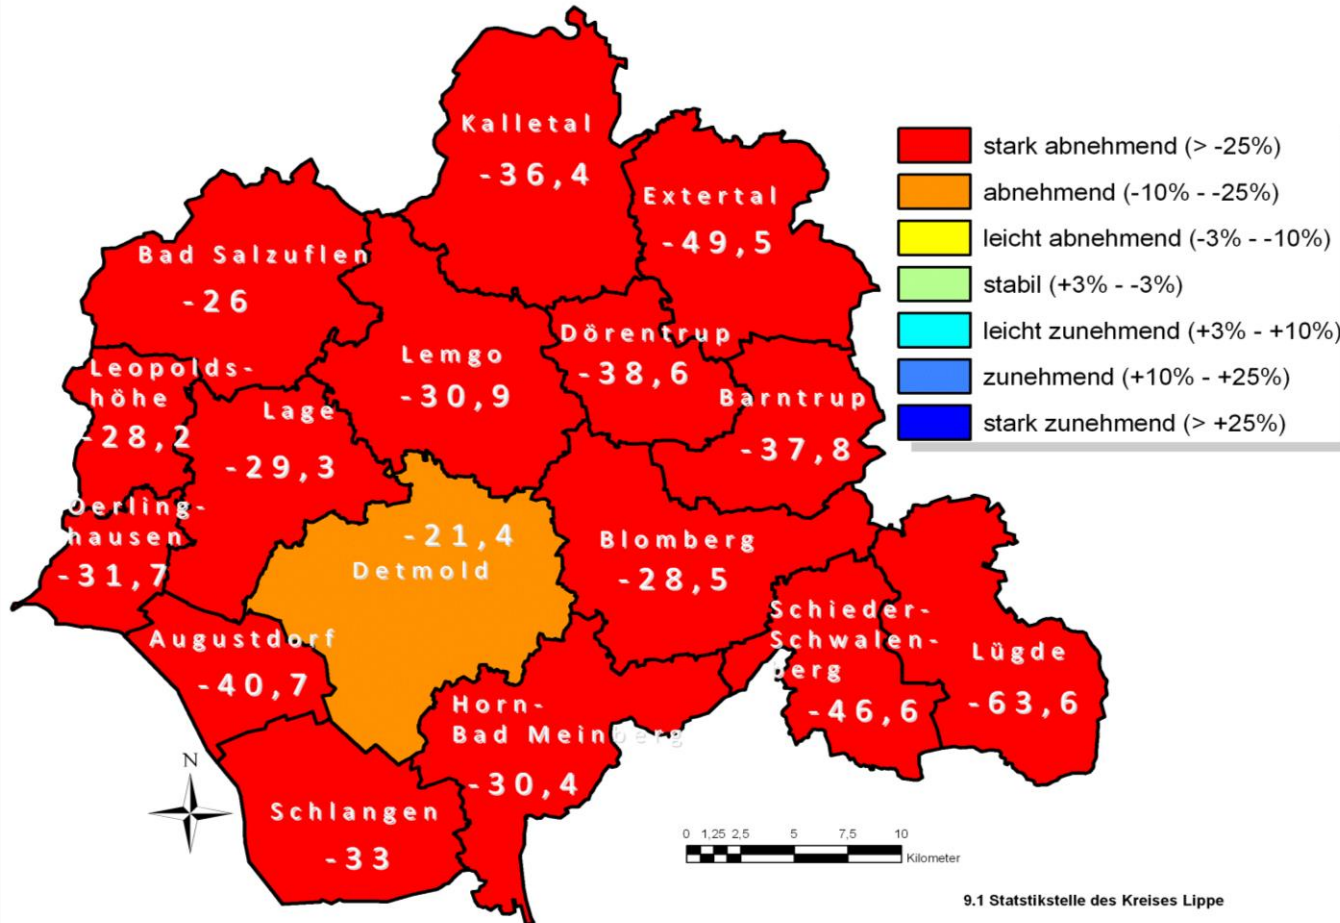 Kalletal
-36,4
Extertal
-49,5
Bad Salzuflen
-26
Dörentrup
-38,6
Lemgo
-30,9
Leopolds-
höhe
-28,2
Lage
-29,3
Barntrup
-37,8
Oerling-
hausen
-31,7
-21,4
Detmold
Blomberg
-28,5
Schieder-
Schwalen-
berg
-46,6
Lügde
-63,6
Augustdorf
-40,7
Horn-
Bad Meinberg
-30,4
Schlangen
-33
stark abnehmend (> -25%)
abnehmend (-10% - -25%)
leicht abnehmend (-3% - -10%)
stabil (+3% - -3%)
leicht zunehmend (+3% - +10%)
zunehmend (+10% - +25%)
stark zunehmend (> +25%)
N
0 1,25 2,5 5 7,5 10
Kilometer
9.1 Statstikstelle des Kreises Lippe